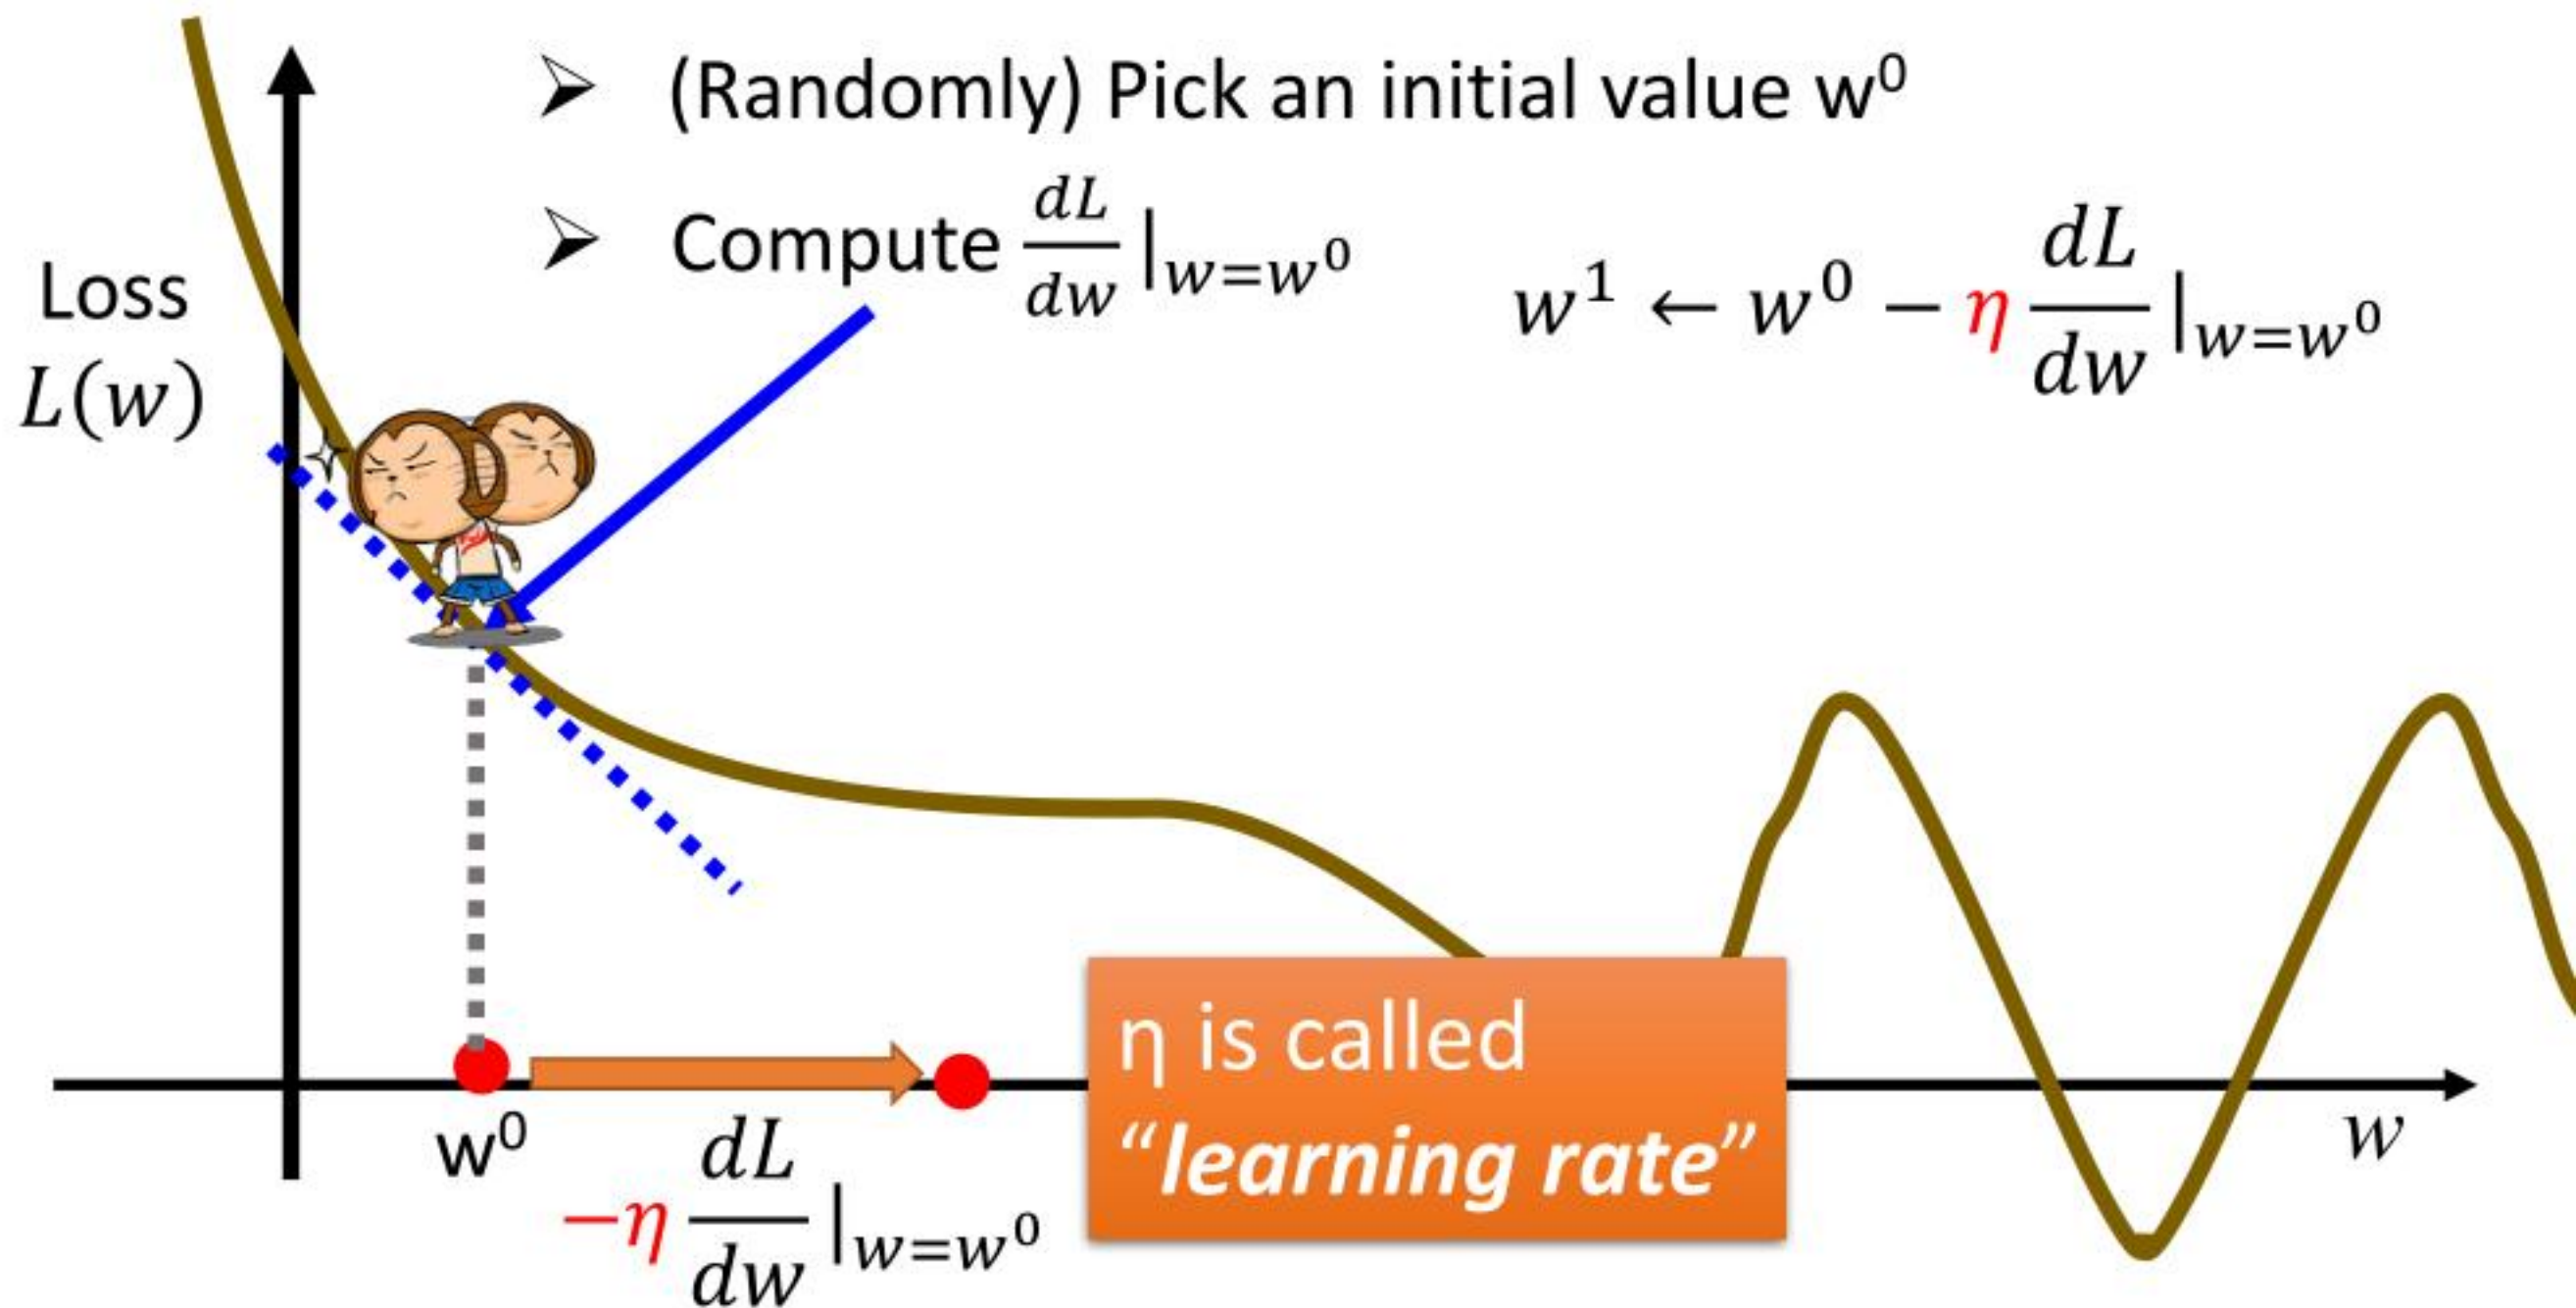 ➢ (Randomly) Pick an initial value w⁰
➢ Compute dL/dw |w=w⁰
w¹ ← w⁰ − η dL/dw |w=w⁰
Loss
L(w)
η is called
“learning rate”
w⁰
w
−η dL/dw |w=w⁰